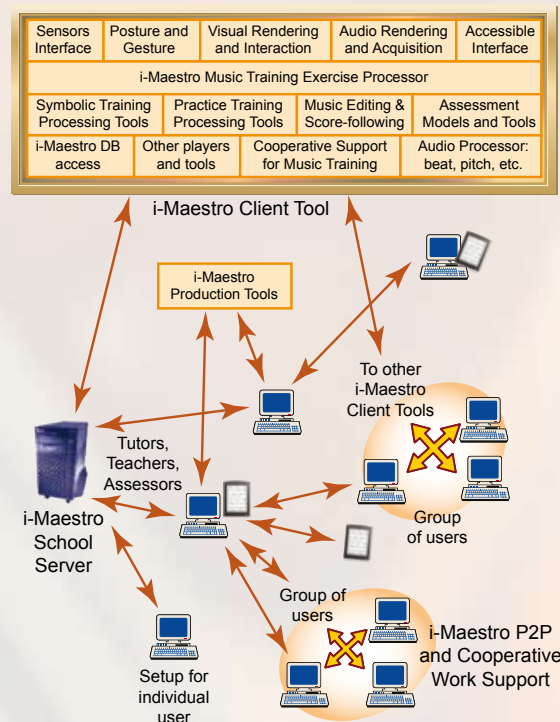 Sensors
Interface
Posture and
Gesture
Visual Rendering
and Interaction
Audio Rendering
and Acquisition
Accessible
Interface
i-Maestro Music Training Exercise Processor
Symbolic Training
Processing Tools
Practice Training
Processing Tools
Music Editing &
Score-following
Assessment
Models and Tools
i-Maestro DB
access
Other players
and tools
Cooperative Support
for Music Training
Audio Processor:
beat, pitch, etc.
i-Maestro Client Tool
i-Maestro
Production Tools
To other
i-Maestro
Client Tools
Tutors,
Teachers,
Assessors
i-Maestro
School
Server
Group
of users
Group of
users
i-Maestro P2P
and Cooperative
Work Support
Setup for
individual
user